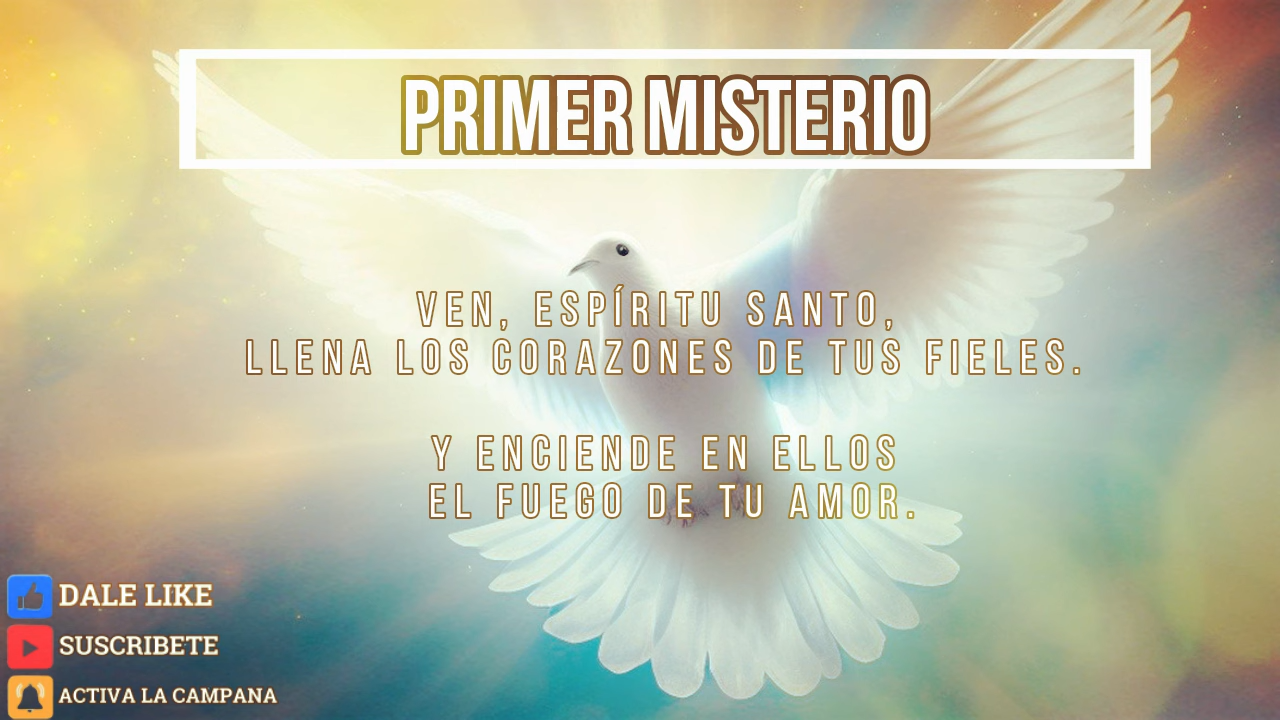 PRIMER MISTERIO
VEN, ESPÍRITU SANTO,
LLENA LOS CORAZONES DE TUS FIELES.
Y ENCIENDE EN ELLOS
EL FUEGO DE TU AMOR.
DALE LIKE
SUSCRIBETE
ACTIVA LA CAMPANA